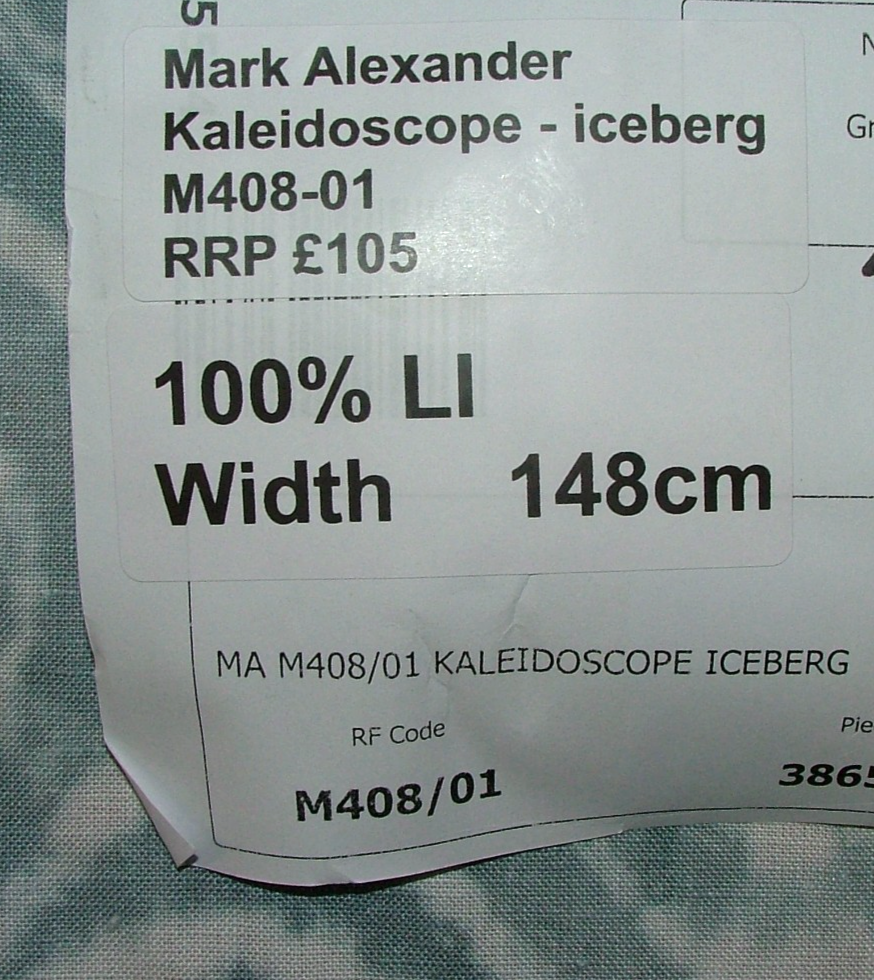 5
Mark Alexander
Kaleidoscope - iceberg
M408-01
RRP £105
100% LI
Width 148cm
MA M408/01 KALEIDOSCOPE ICEBERG
RF Code
M408/01